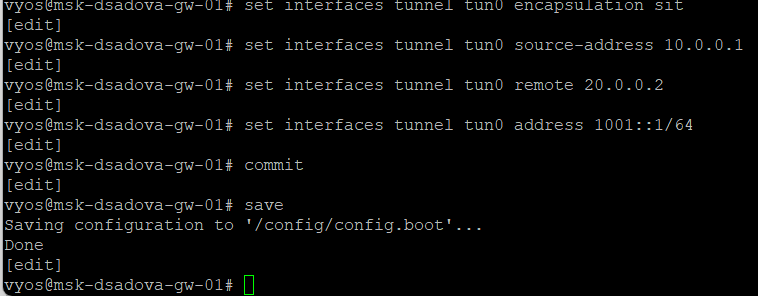 vyos@msk-dsadova-gw-01# set interfaces tunnel tun0 encapsulation sit
[edit]
vyos@msk-dsadova-gw-01# set interfaces tunnel tun0 source-address 10.0.0.1
[edit]
vyos@msk-dsadova-gw-01# set interfaces tunnel tun0 remote 20.0.0.2
[edit]
vyos@msk-dsadova-gw-01# set interfaces tunnel tun0 address 1001::1/64
[edit]
vyos@msk-dsadova-gw-01# commit
[edit]
vyos@msk-dsadova-gw-01# save
Saving configuration to '/config/config.boot'...
Done
[edit]
vyos@msk-dsadova-gw-01#